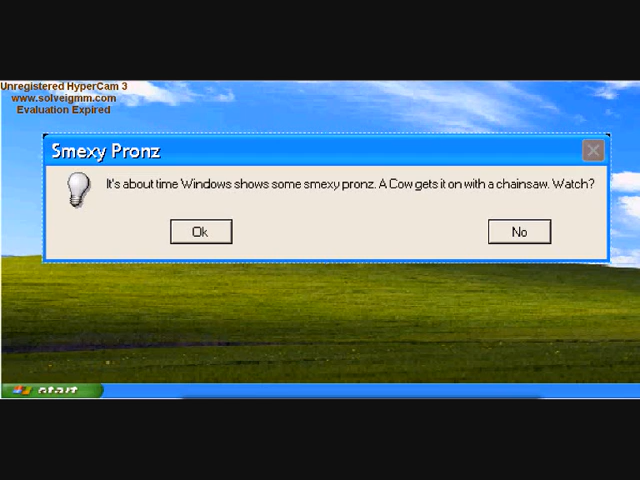 Unregistered HyperCam 3
www.solveigmm.com
Evaluation Expired
Smexy Pronz
It's about time Windows shows some smexy pronz. A Cow gets it on with a chainsaw. Watch?
Ok
No
start